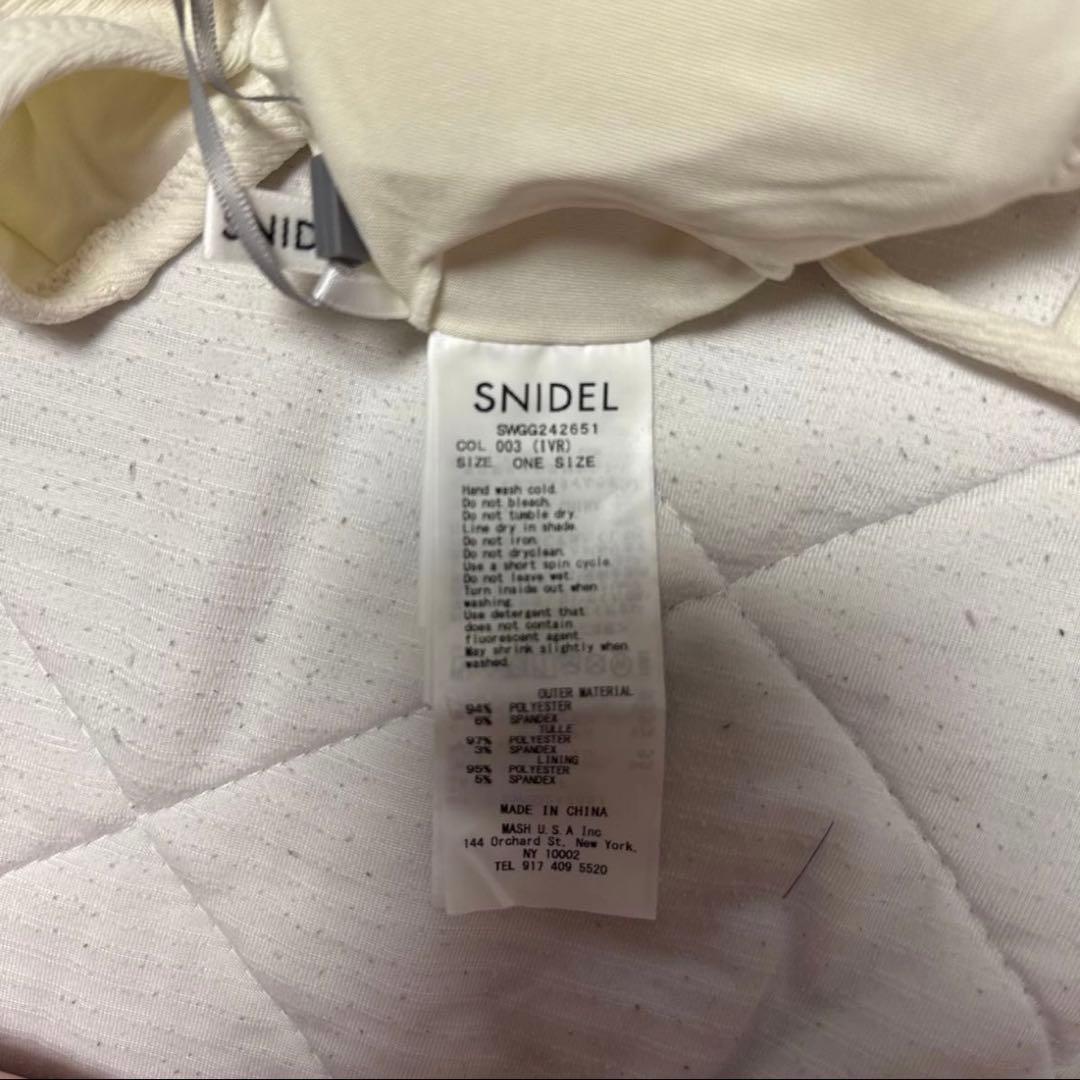 SNID
SNIDEL
SWGG242651
COL 003 (IVR)
SIZE ONE SIZE
Hand wash cold.
Do not bleach.
Do not tumble dry.
Line dry in shade.
Do not iron.
Do not dryclean.
Use a short spin cycle.
Do not leave wet.
Turn inside out when
washing.
Use detergent that
does not contain
fluorescent agent.
May shrink slightly when
washed.
OUTER MATERIAL
94% POLYESTER
6% SPANDEX
TULLE
97% POLYESTER
3% SPANDEX
LINING
95% POLYESTER
5% SPANDEX
MADE IN CHINA
MASH U.S.A Inc
144 Orchard St. New York,
NY 10002
TEL 917 409 5520